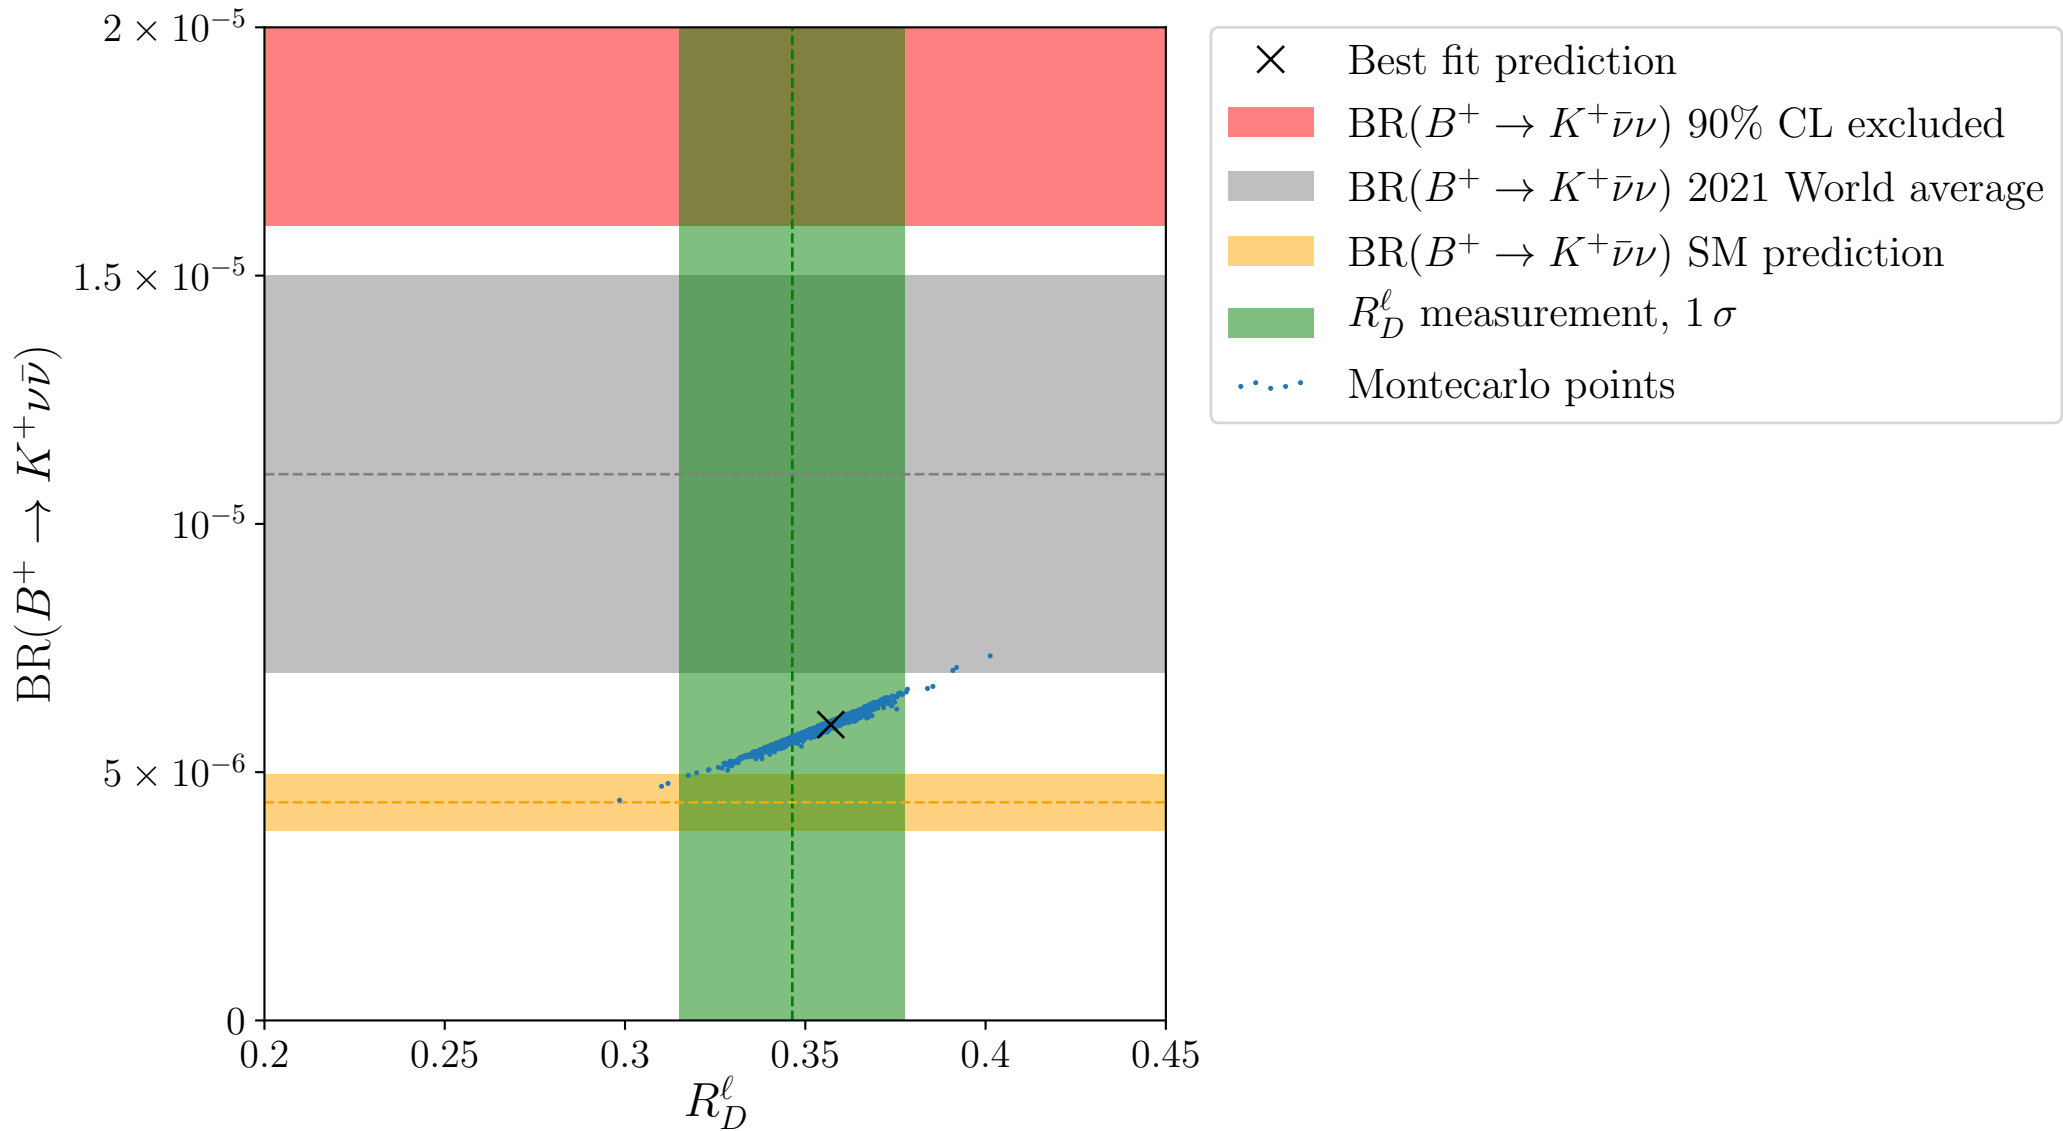 2 × 10⁻⁵
1.5 × 10⁻⁵
10⁻⁵
5 × 10⁻⁶
0
BR(B⁺ → K⁺νν̄)
0.2 0.25 0.3 0.35 0.4 0.45
R_D^ℓ
Best fit prediction
BR(B⁺ → K⁺ν̄ν) 90% CL excluded
BR(B⁺ → K⁺ν̄ν) 2021 World average
BR(B⁺ → K⁺ν̄ν) SM prediction
R_D^ℓ measurement, 1 σ
Montecarlo points